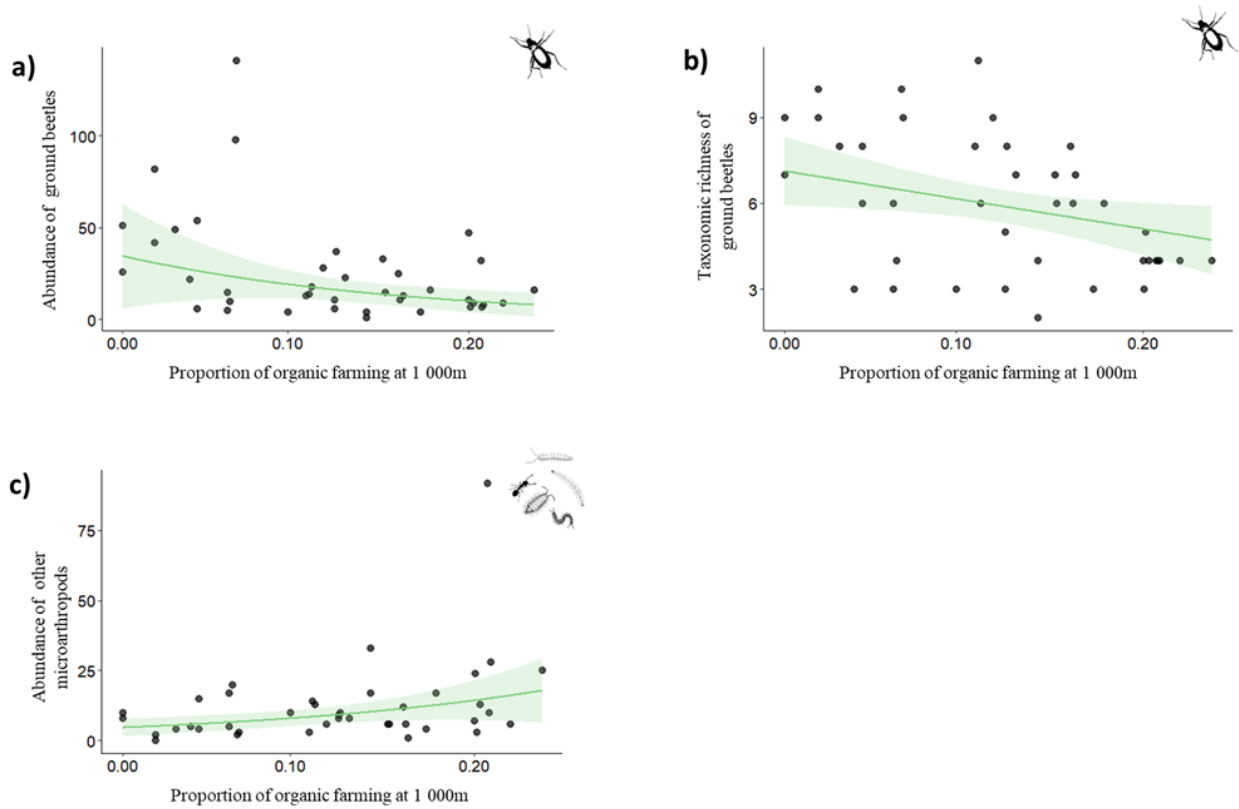 a)
Abundance of ground beetles
100
50
0
0.00
0.10
0.20
Proportion of organic farming at 1 000m
b)
Taxonomic richness of
ground beetles
9
6
3
0.00
0.10
0.20
Proportion of organic farming at 1 000m
c)
Abundance of other
microarthropods
75
50
25
0
0.00
0.10
0.20
Proportion of organic farming at 1 000m